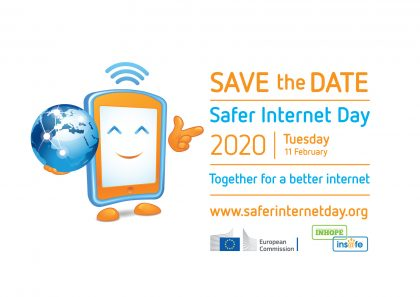 SAVE the DATE
Safer Internet Day
2020 | Tuesday
11 February
Together for a better internet
www.saferinternetday.org
European
Commission
INHOPE
insafe